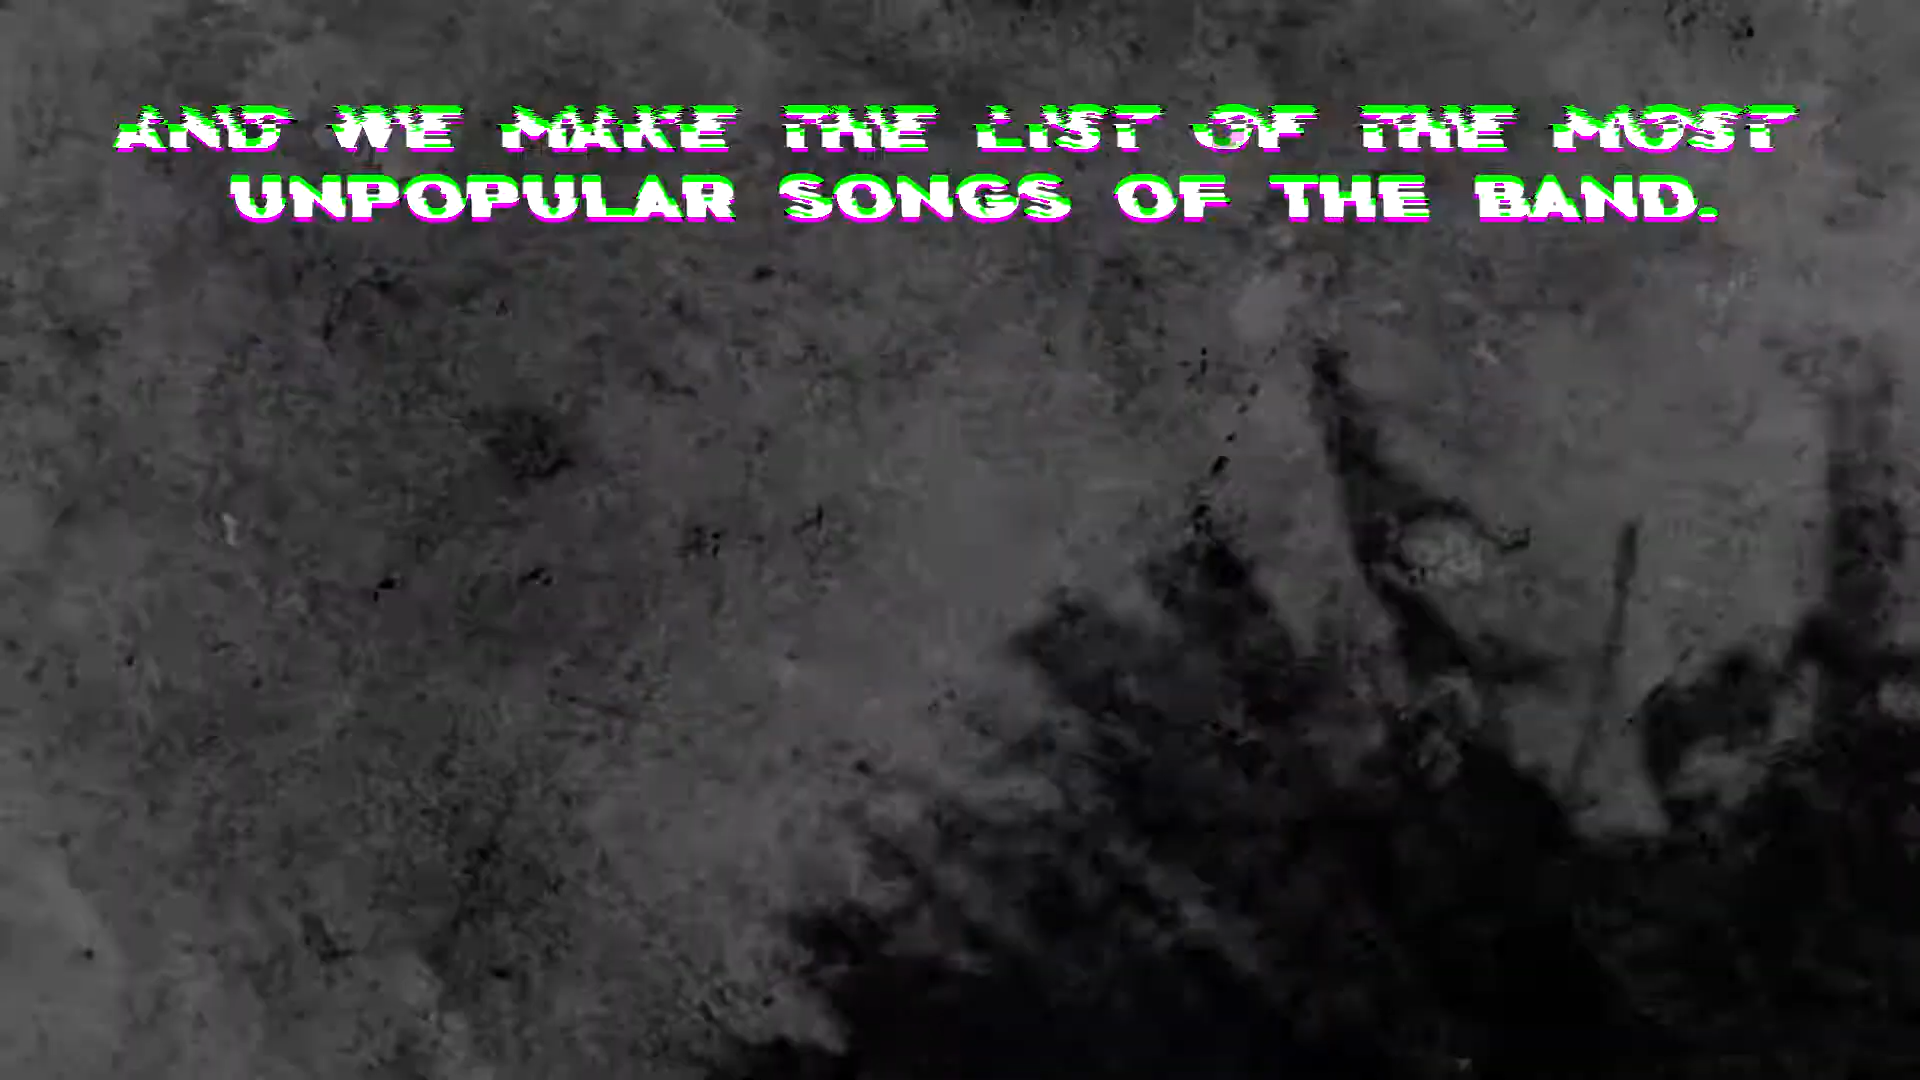 AND WE MAKE THE LIST OF THE MOST
UNPOPULAR SONGS OF THE BAND.